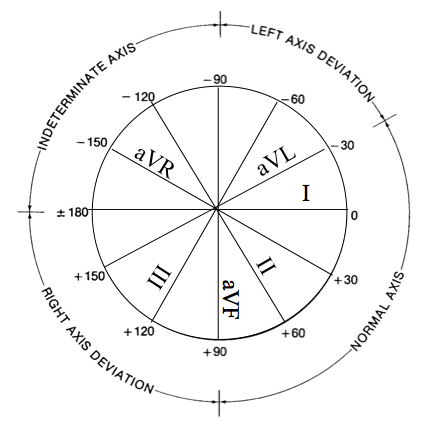 INDETERMINATE AXIS
LEFT AXIS DEVIATION
−90
−120
−60
−150
−30
aVR
aVL
I
±180
0
+150
+30
III
aVF
II
+120
+60
+90
RIGHT AXIS DEVIATION
NORMAL AXIS